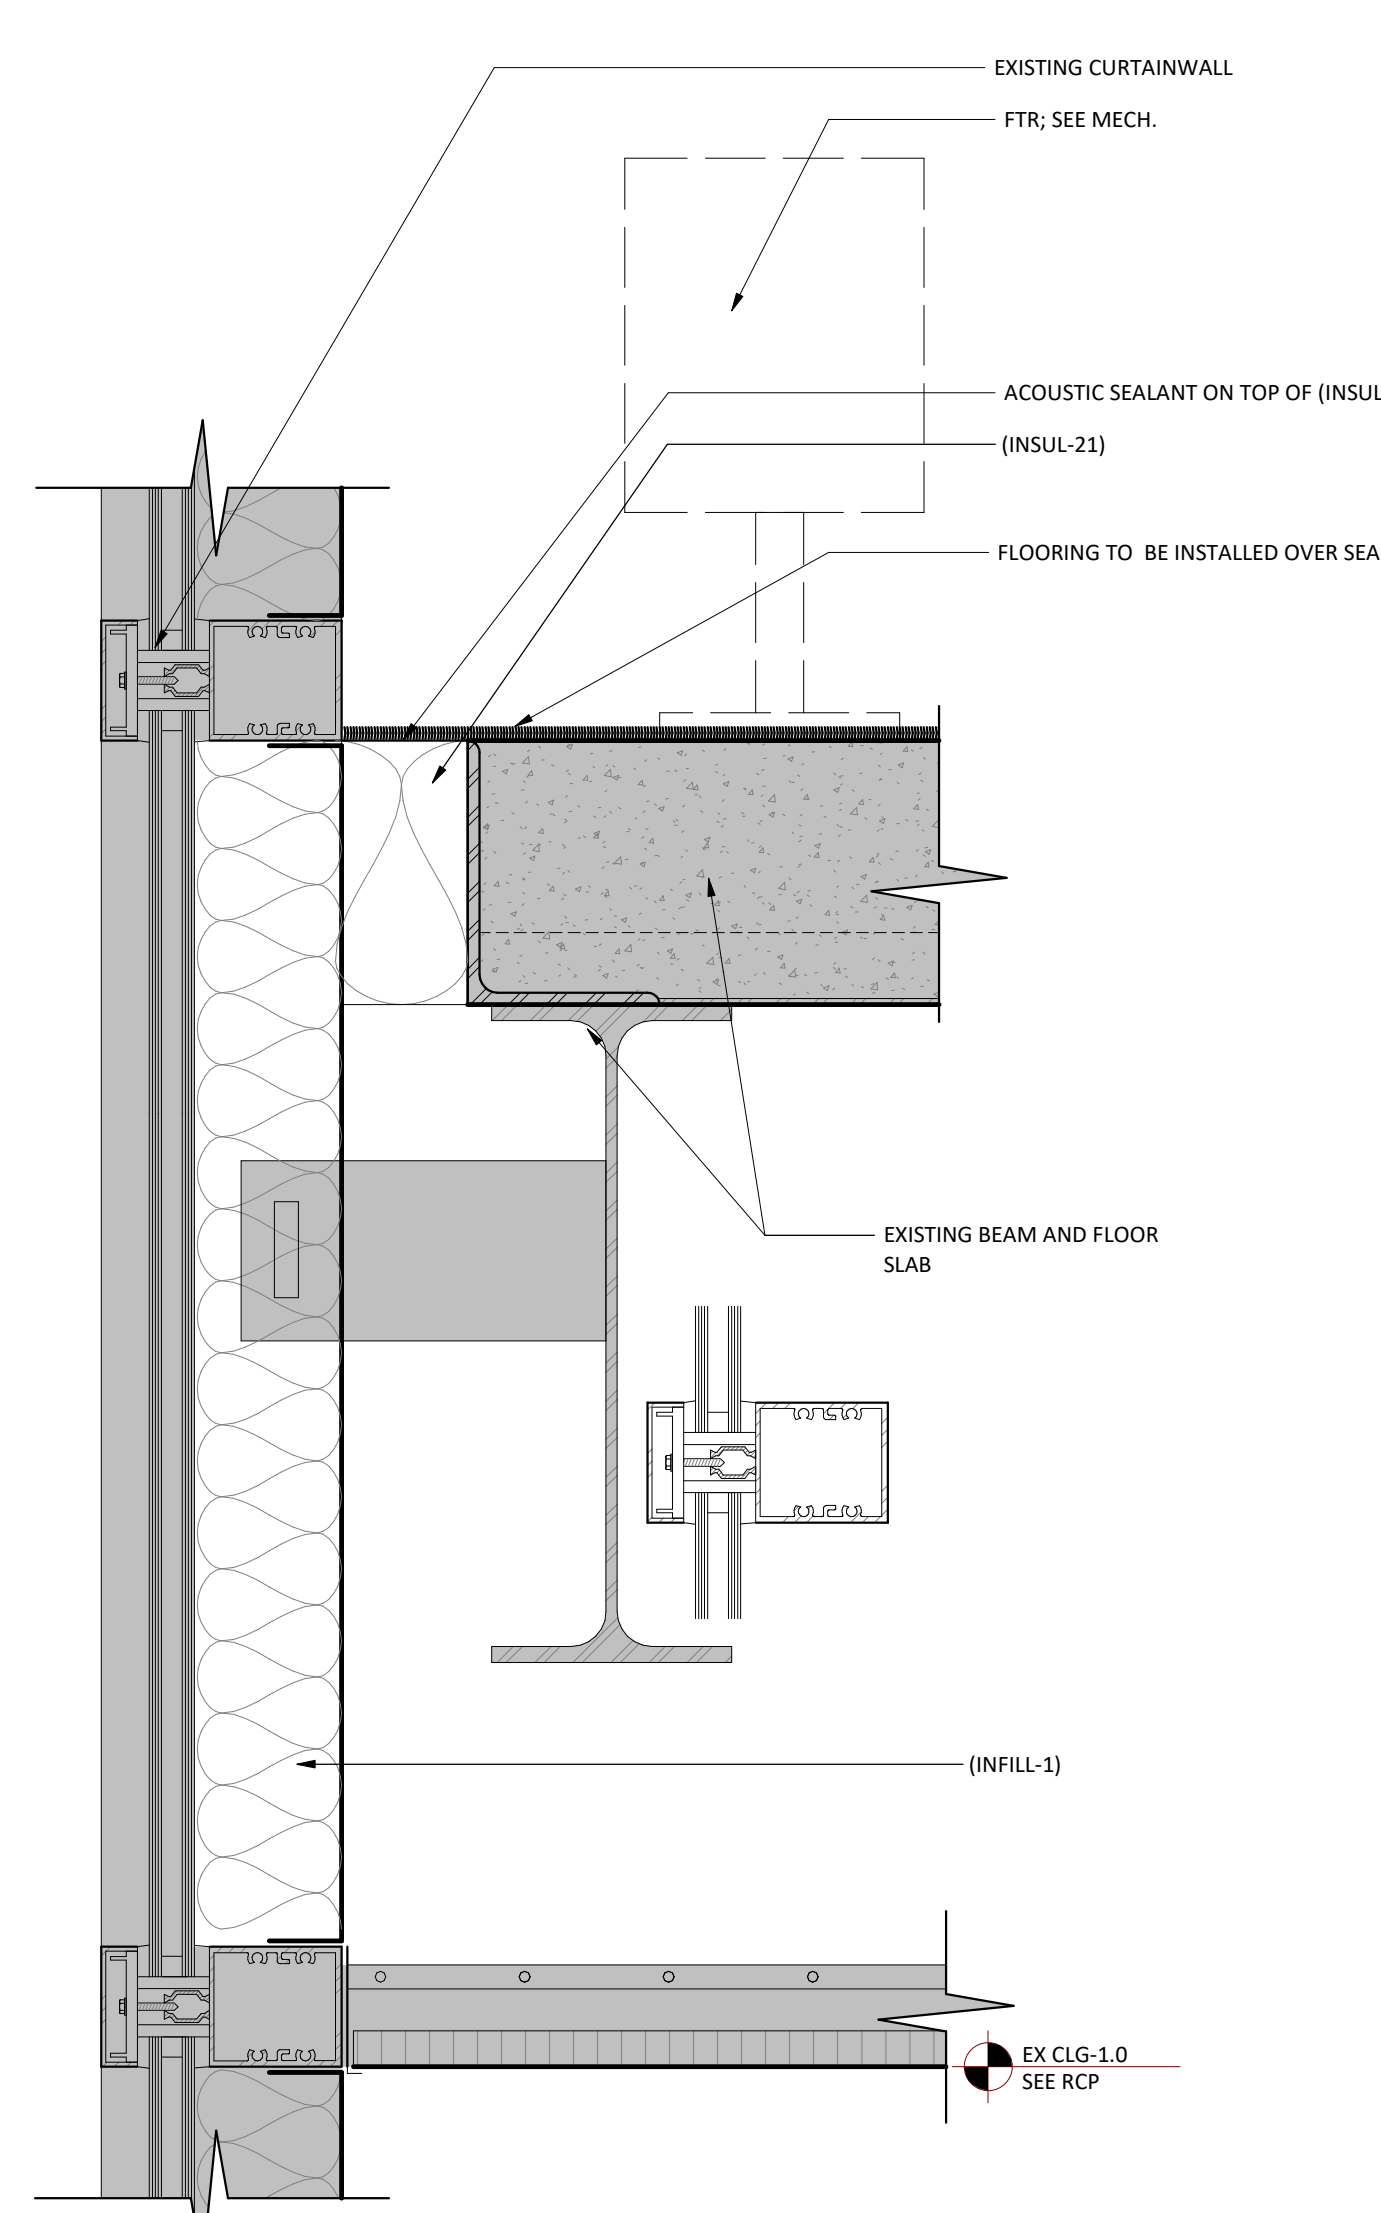 EXISTING CURTAINWALL
FTR; SEE MECH.
ACOUSTIC SEALANT ON TOP OF (INSUL
(INSUL-21)
FLOORING TO BE INSTALLED OVER SEA
EXISTING BEAM AND FLOOR
SLAB
(INFILL-1)
EX CLG-1.0
SEE RCP